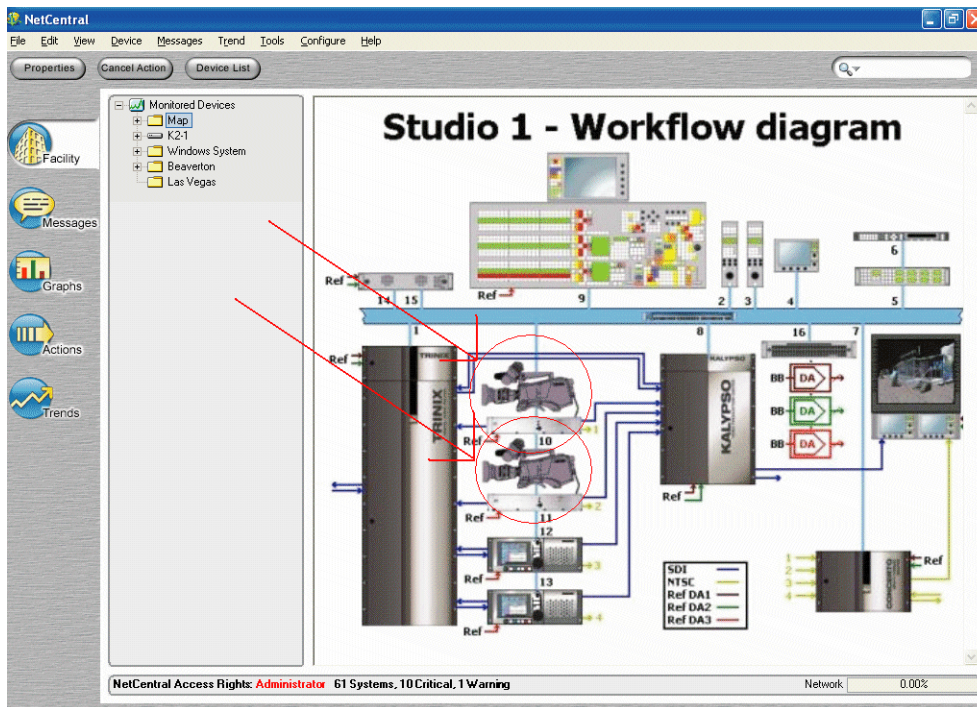 NetCentral
File Edit View Device Messages Trend Tools Configure Help
Properties Cancel Action Device List
Facility
Messages
Graphs
Actions
Trends
Monitored Devices
Map
K2-1
Windows System
Beaverton
Las Vegas
Studio 1 - Workflow diagram
6
Ref
14 15
Ref
9
2 3
4
5
1
8
16
7
Ref
TRINIX
TRINIX
KALYPSO
KALYPSO
BB DA
BB DA
BB DA
Ref
10
1
Ref
11
2
12
3
Ref
13
4
Ref
Ref
SDI
NTSC
Ref DA1
Ref DA2
Ref DA3
1
2
3
4
CONCERTO
Ref
NetCentral Access Rights: Administrator 61 Systems, 10 Critical, 1 Warning
Network 0.00%